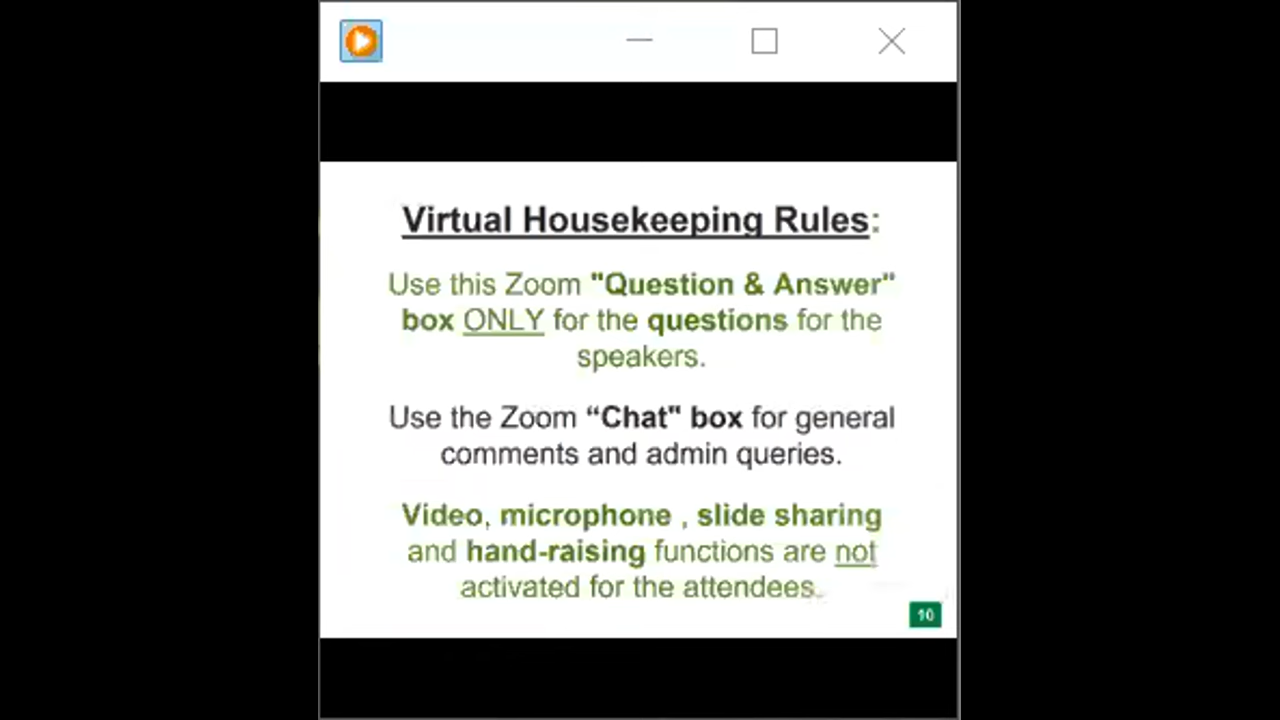 Virtual Housekeeping Rules:
Use this Zoom "Question & Answer"
box ONLY for the questions for the
speakers.
Use the Zoom “Chat" box for general
comments and admin queries.
Video, microphone , slide sharing
and hand-raising functions are not
activated for the attendees.
10